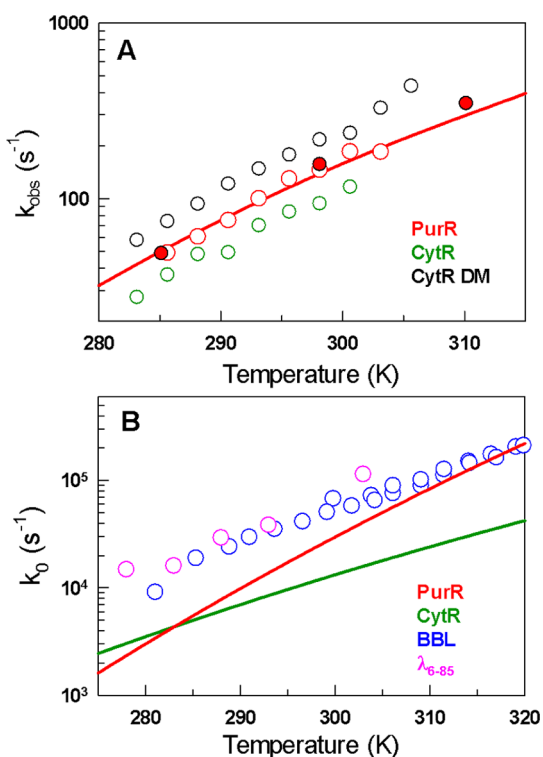 A
1000
100
k_obs (s⁻¹)
PurR
CytR
CytR DM
280
290
300
310
Temperature (K)
B
10⁵
10⁴
10³
k₀ (s⁻¹)
PurR
CytR
BBL
λ₆₋₈₅
280
290
300
310
320
Temperature (K)